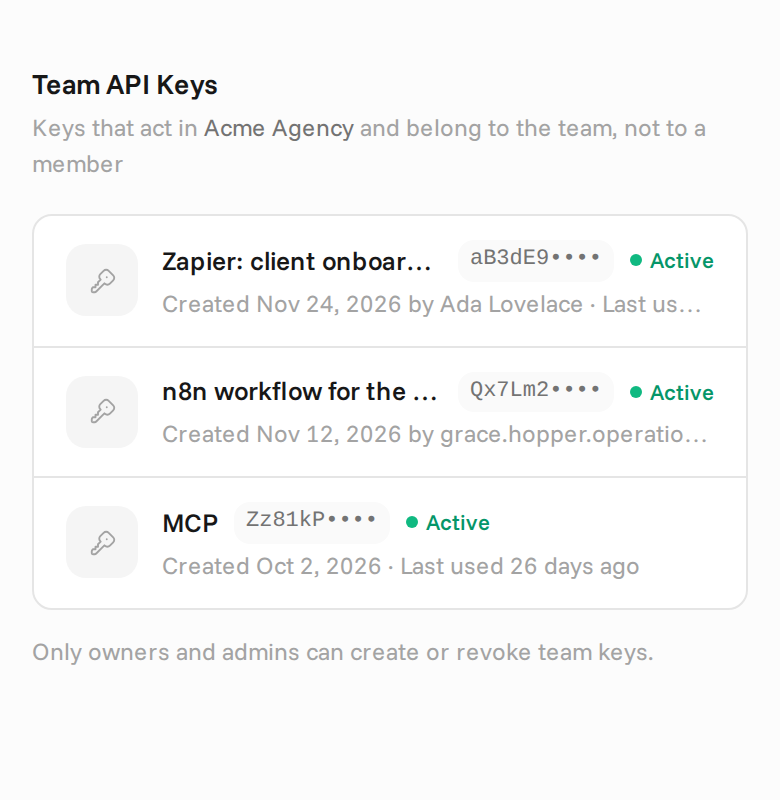 Team API Keys
Keys that act in Acme Agency and belong to the team, not to a
member
Zapier: client onboar... aB3dE9•••• Active
Created Nov 24, 2026 by Ada Lovelace · Last us...
n8n workflow for the ... Qx7Lm2•••• Active
Created Nov 12, 2026 by grace.hopper.operatio...
MCP Zz81kP•••• Active
Created Oct 2, 2026 · Last used 26 days ago
Only owners and admins can create or revoke team keys.